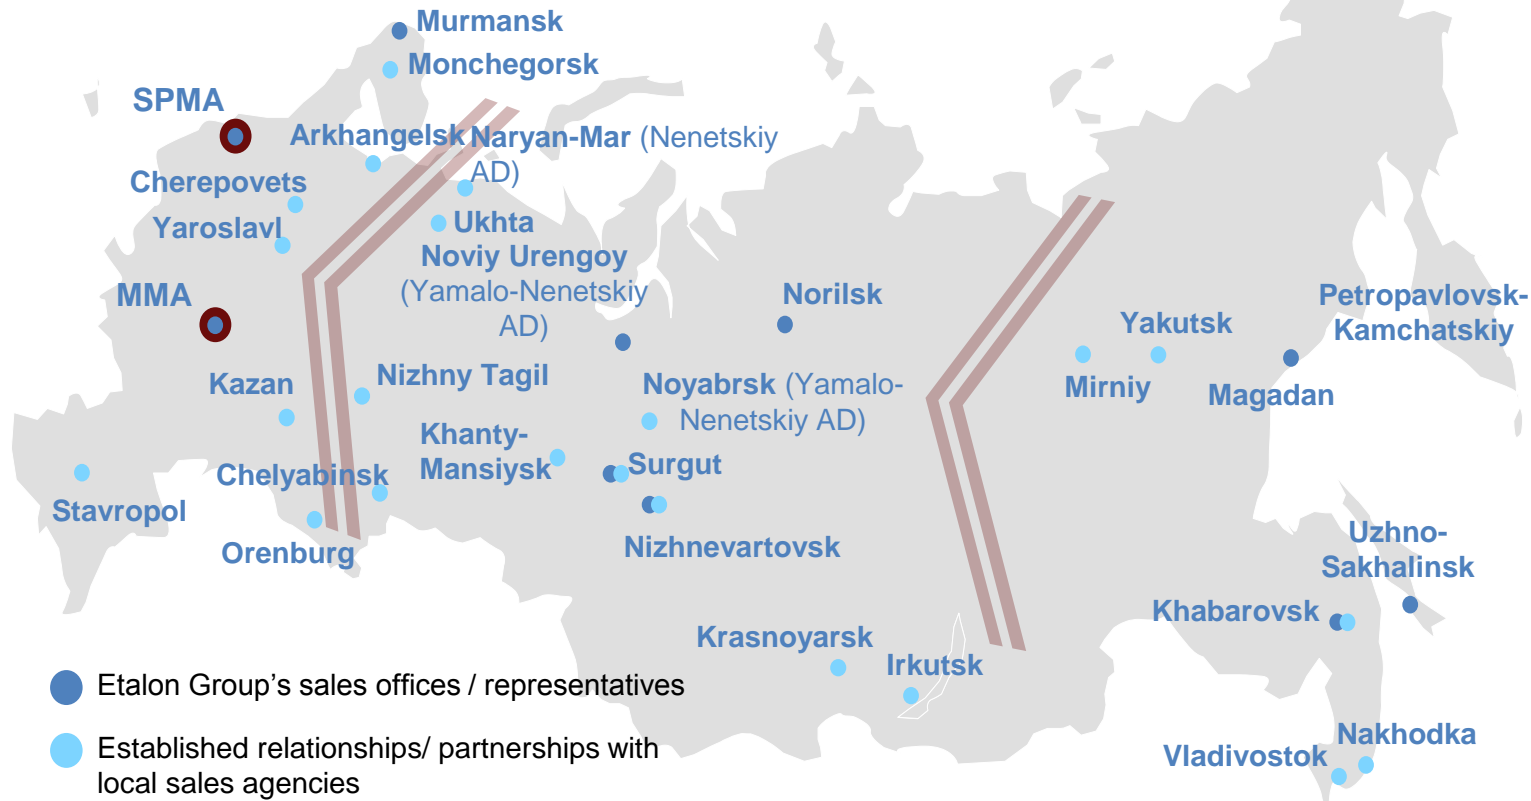 Murmansk
Monchegorsk
SPMA
Arkhangelsk
Naryan-Mar (Nenetskiy
AD)
Cherepovets
Yaroslavl
Ukhta
Noviy Urengoy
(Yamalo-Nenetskiy
AD)
MMA
Norilsk
Petropavlovsk-
Kamchatskiy
Yakutsk
Mirniy
Magadan
Kazan
Nizhny Tagil
Noyabrsk (Yamalo-
Nenetskiy AD)
Khanty-
Mansiysk
Surgut
Chelyabinsk
Stavropol
Orenburg
Nizhnevartovsk
Uzhno-
Sakhalinsk
Khabarovsk
Krasnoyarsk
Irkutsk
Nakhodka
Vladivostok
Etalon Group's sales offices / representatives
Established relationships/ partnerships with
local sales agencies